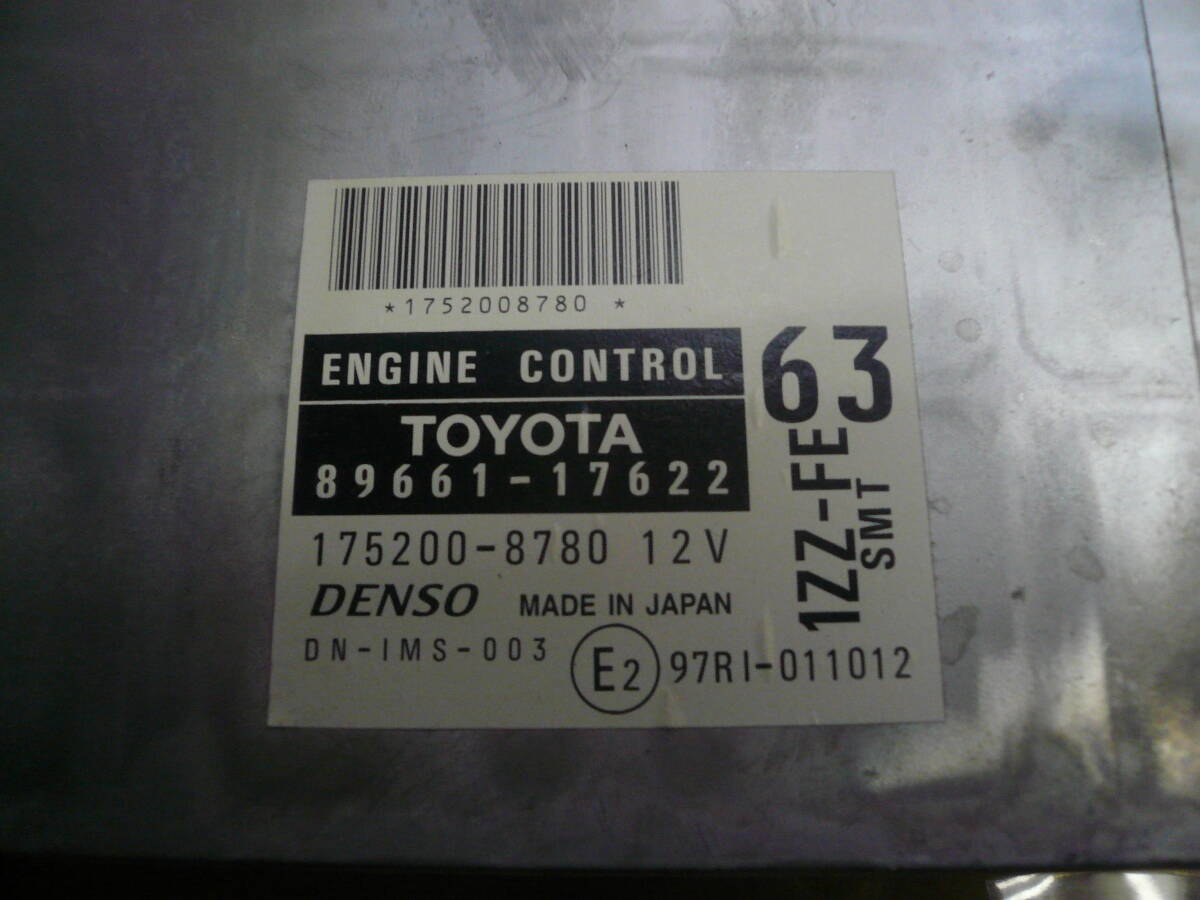 *1752008780 *
ENGINE CONTROL
TOYOTA
89661-17622
175200-8780 12V
DENSO MADE IN JAPAN
DN-IMS-003
E2 97RI-011012
63
1ZZ-FE
SMT